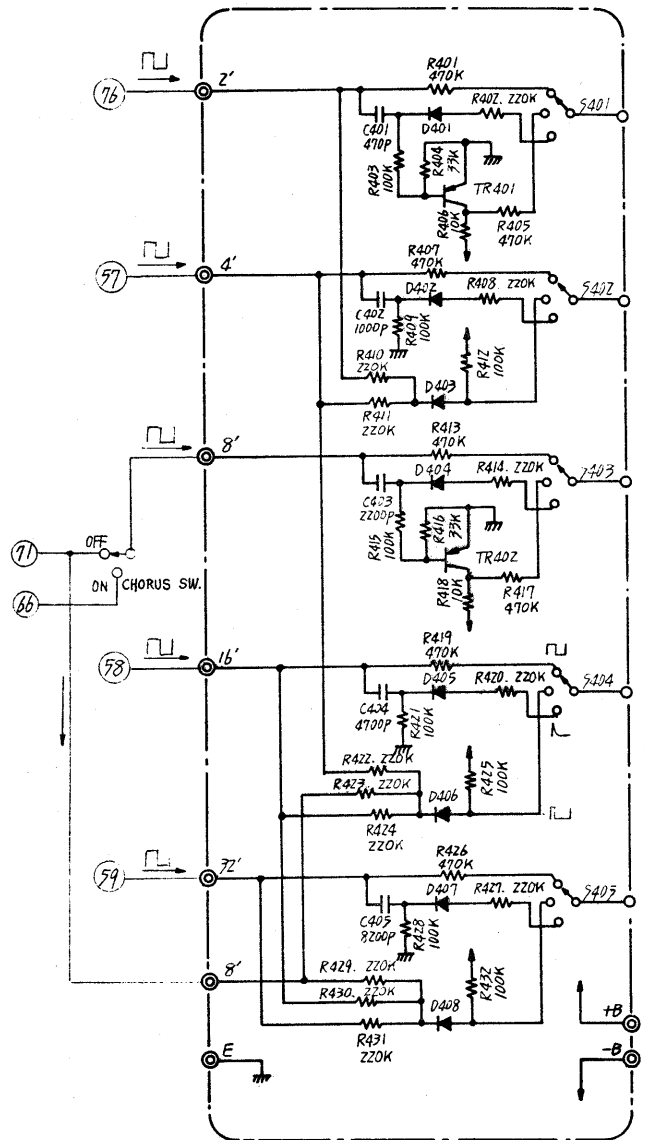 76
2'
R401
470K
R402. 220K
S401
C401
470P
D401
R403
100K
R404
33K
TR401
R406
10K
R405
470K
57
4'
R407
470K
R408. 220K
S402
C402
1000P
D402
R409
100K
R410
220K
R412
100K
D403
R411
220K
8'
R413
470K
R414. 220K
S403
C403
2200P
D404
R415
100K
R416
33K
TR402
R418
10K
R417
470K
71
OFF
ON CHORUS SW.
66
58
16'
R419
470K
R420. 220K
S404
C404
4700P
D405
R421
100K
R422. 220K
R423. 220K
R425
100K
D406
R424
220K
59
32'
R426
470K
R427. 220K
S405
C405
8200P
D407
R428
100K
8'
R429. 220K
R430. 220K
R432
100K
D408
R431
220K
+B
E
-B